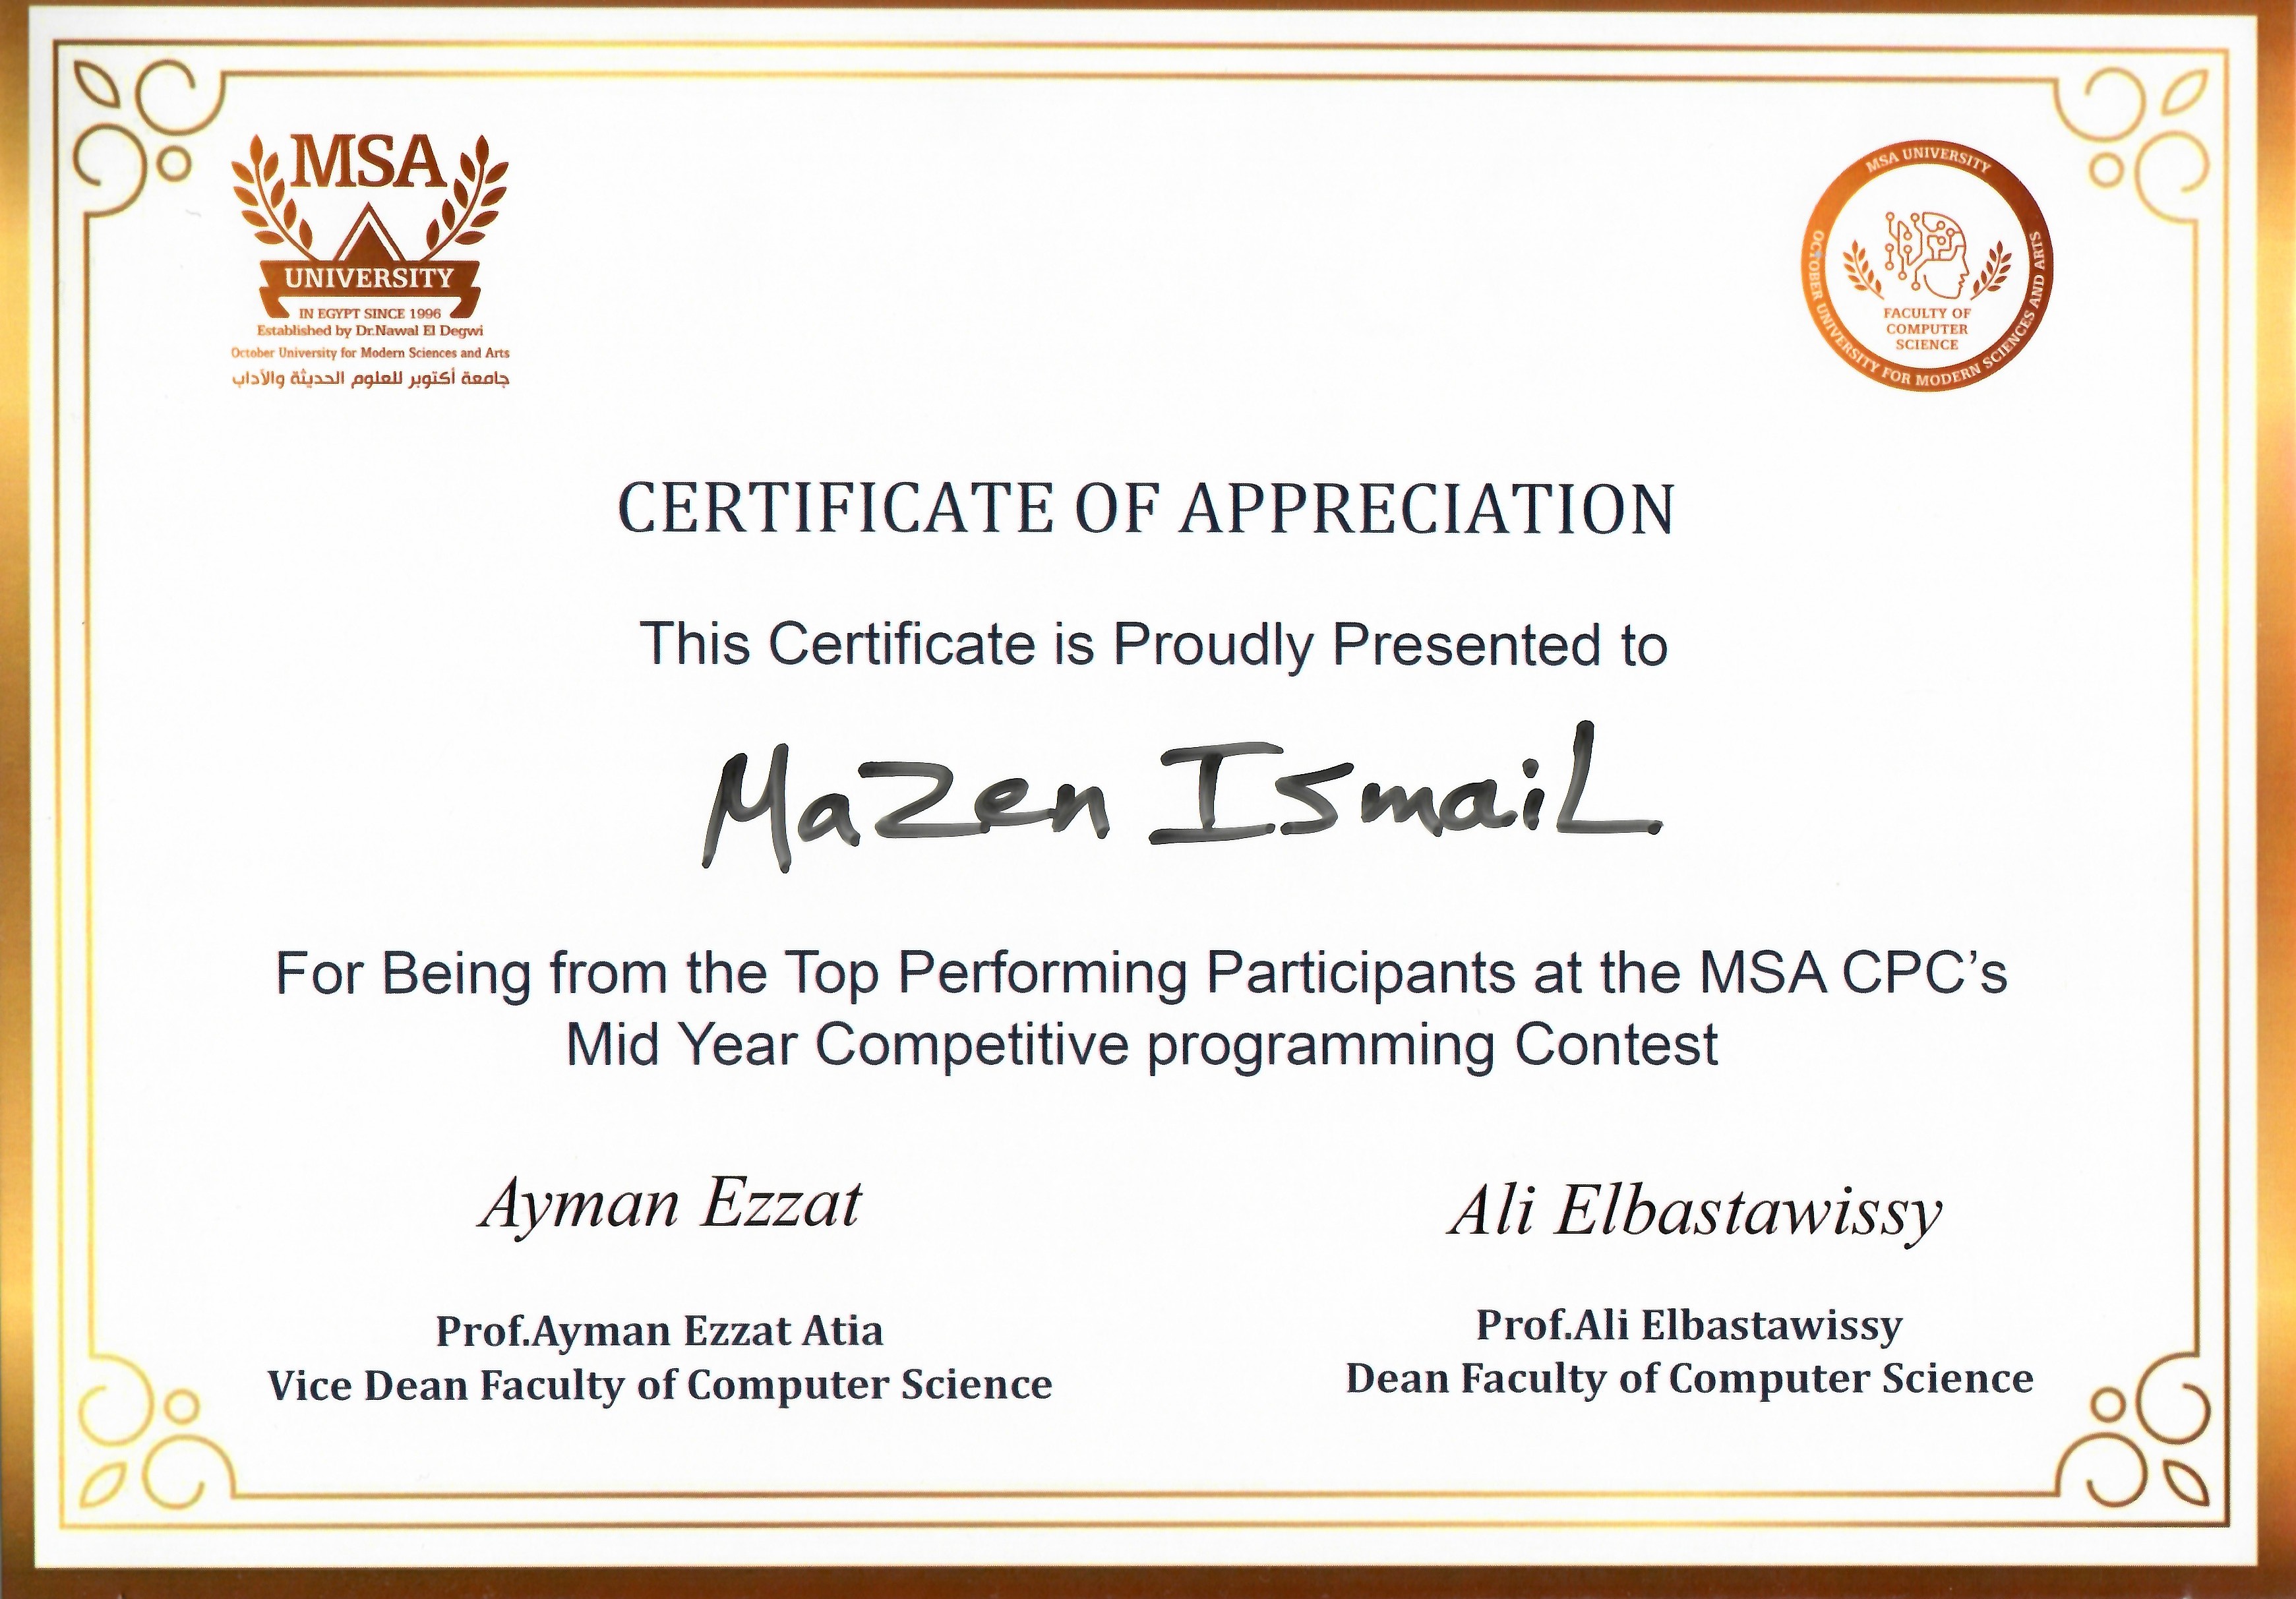 MSA
UNIVERSITY
IN EGYPT SINCE 1996
Established by Dr.Nawal El Degwi
October University for Modern Sciences and Arts
جامعة أكتوبر للعلوم الحديثة والآداب
MSA UNIVERSITY
OCTOBER UNIVERSITY FOR MODERN SCIENCES AND ARTS
FACULTY OF
COMPUTER
SCIENCE
CERTIFICATE OF APPRECIATION
This Certificate is Proudly Presented to
Mazen Ismail
For Being from the Top Performing Participants at the MSA CPC’s
Mid Year Competitive programming Contest
Ayman Ezzat
Prof.Ayman Ezzat Atia
Vice Dean Faculty of Computer Science
Ali Elbastawissy
Prof.Ali Elbastawissy
Dean Faculty of Computer Science